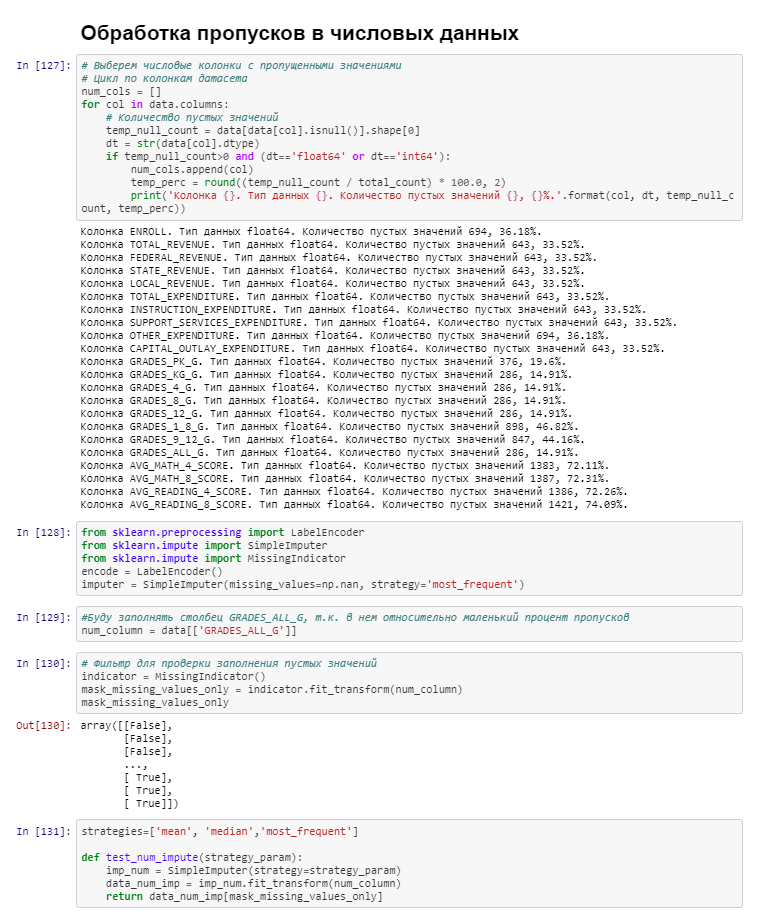 Обработка пропусков в числовых данных
In [127]:
# Выберем числовые колонки с пропущенными значениями
# Цикл по колонкам датасета
num_cols = []
for col in data.columns:
    # Количество пустых значений
    temp_null_count = data[data[col].isnull()].shape[0]
    dt = str(data[col].dtype)
    if temp_null_count>0 and (dt=='float64' or dt=='int64'):
        num_cols.append(col)
        temp_perc = round((temp_null_count / total_count) * 100.0, 2)
        print('Колонка {}. Тип данных {}. Количество пустых значений {}, {}%.'.format(col, dt, temp_null_c
ount, temp_perc))
Колонка ENROLL. Тип данных float64. Количество пустых значений 694, 36.18%.
Колонка TOTAL_REVENUE. Тип данных float64. Количество пустых значений 643, 33.52%.
Колонка FEDERAL_REVENUE. Тип данных float64. Количество пустых значений 643, 33.52%.
Колонка STATE_REVENUE. Тип данных float64. Количество пустых значений 643, 33.52%.
Колонка LOCAL_REVENUE. Тип данных float64. Количество пустых значений 643, 33.52%.
Колонка TOTAL_EXPENDITURE. Тип данных float64. Количество пустых значений 643, 33.52%.
Колонка INSTRUCTION_EXPENDITURE. Тип данных float64. Количество пустых значений 643, 33.52%.
Колонка SUPPORT_SERVICES_EXPENDITURE. Тип данных float64. Количество пустых значений 643, 33.52%.
Колонка OTHER_EXPENDITURE. Тип данных float64. Количество пустых значений 694, 36.18%.
Колонка CAPITAL_OUTLAY_EXPENDITURE. Тип данных float64. Количество пустых значений 643, 33.52%.
Колонка GRADES_PK_G. Тип данных float64. Количество пустых значений 376, 19.6%.
Колонка GRADES_KG_G. Тип данных float64. Количество пустых значений 286, 14.91%.
Колонка GRADES_4_G. Тип данных float64. Количество пустых значений 286, 14.91%.
Колонка GRADES_8_G. Тип данных float64. Количество пустых значений 286, 14.91%.
Колонка GRADES_12_G. Тип данных float64. Количество пустых значений 286, 14.91%.
Колонка GRADES_1_8_G. Тип данных float64. Количество пустых значений 898, 46.82%.
Колонка GRADES_9_12_G. Тип данных float64. Количество пустых значений 847, 44.16%.
Колонка GRADES_ALL_G. Тип данных float64. Количество пустых значений 286, 14.91%.
Колонка AVG_MATH_4_SCORE. Тип данных float64. Количество пустых значений 1383, 72.11%.
Колонка AVG_MATH_8_SCORE. Тип данных float64. Количество пустых значений 1387, 72.31%.
Колонка AVG_READING_4_SCORE. Тип данных float64. Количество пустых значений 1386, 72.26%.
Колонка AVG_READING_8_SCORE. Тип данных float64. Количество пустых значений 1421, 74.09%.
In [128]:
from sklearn.preprocessing import LabelEncoder
from sklearn.impute import SimpleImputer
from sklearn.impute import MissingIndicator
encode = LabelEncoder()
imputer = SimpleImputer(missing_values=np.nan, strategy='most_frequent')
In [129]:
#Буду заполнять столбец GRADES_ALL_G, т.к. в нем относительно маленький процент пропусков
num_column = data[['GRADES_ALL_G']]
In [130]:
# Фильтр для проверки заполнения пустых значений
indicator = MissingIndicator()
mask_missing_values_only = indicator.fit_transform(num_column)
mask_missing_values_only
Out[130]:
array([[False],
       [False],
       [False],
       ...,
       [ True],
       [ True],
       [ True]])
In [131]:
strategies=['mean', 'median','most_frequent']
def test_num_impute(strategy_param):
    imp_num = SimpleImputer(strategy=strategy_param)
    data_num_imp = imp_num.fit_transform(num_column)
    return data_num_imp[mask_missing_values_only]